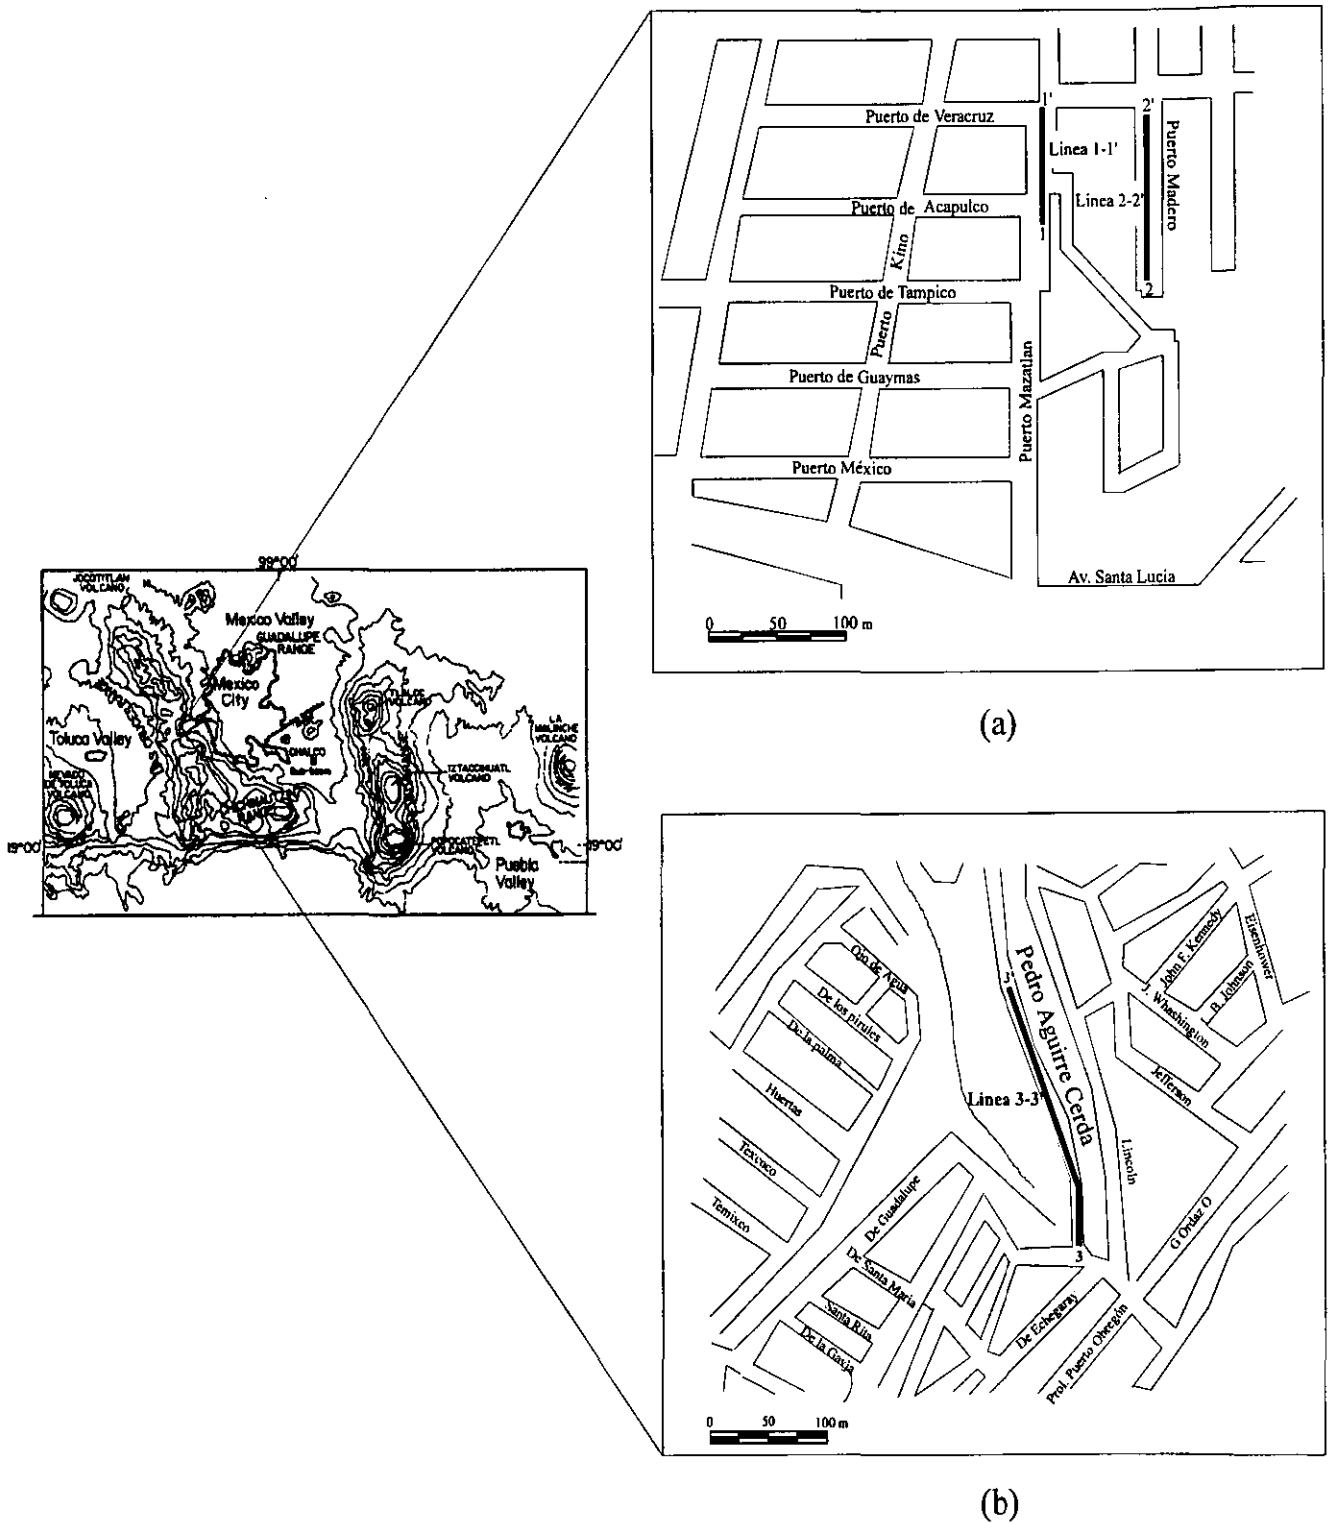 1'
2'
Puerto de Veracruz
Linea 1-1'
Puerto Madero
Linea 2-2'
Puerto de Acapulco
1
Kino
2
Puerto de Tampico
Puerto
Puerto Mazatlan
Puerto de Guaymas
Puerto México
Av. Santa Lucia
0 50 100 m
(a)
99°00'
JOCOTITLAN
VOLCANO
Mexico Valley
GUADALUPE
RANGE
Mexico
City
VOLCANO
LA
MALINCHE
VOLCANO
Toluca Valley
CHALCO
NEVADO
DE TOLUCA
VOLCANO
IZTACCIHUATL
VOLCANO
RANGE
19°00'
POPOCATEPETL
VOLCANO
19°00'
Puebla
Valley
Ojo de Agua
De los pirules
De la palma
Huertas
Texcoco
Temixco
3'
Pedro Aguirre Cerda
Linea 3-3'
John F. Kennedy
Eisenhower
B. Johnson
J. Whashington
Jefferson
Lincoln
G Ordaz O
De Guadalupe
De Santa Maria
Santa Rita
De la Gavja
3
De Echegaray
Prol. Puerto Obregón
0 50 100 m
(b)